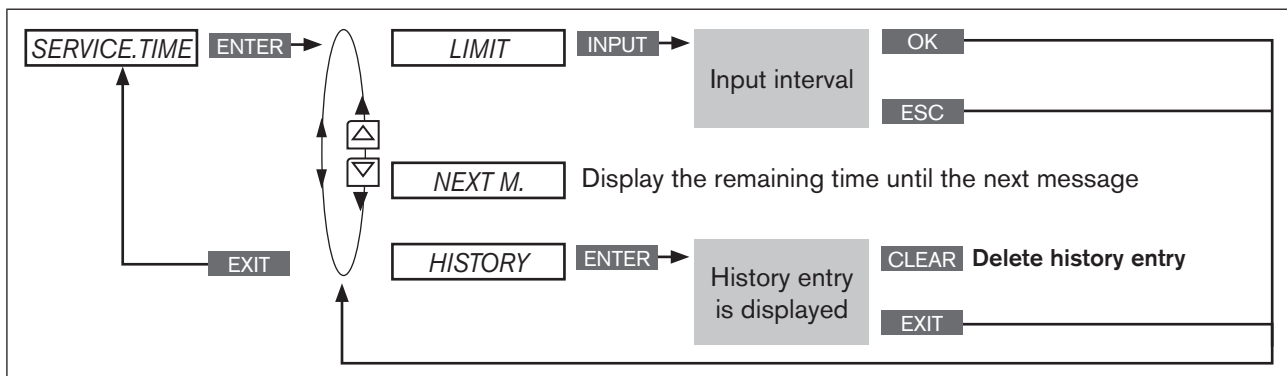 SERVICE.TIME
ENTER
LIMIT
INPUT
Input interval
OK
ESC
NEXT M.
Display the remaining time until the next message
EXIT
HISTORY
ENTER
History entry
is displayed
CLEAR
Delete history entry
EXIT